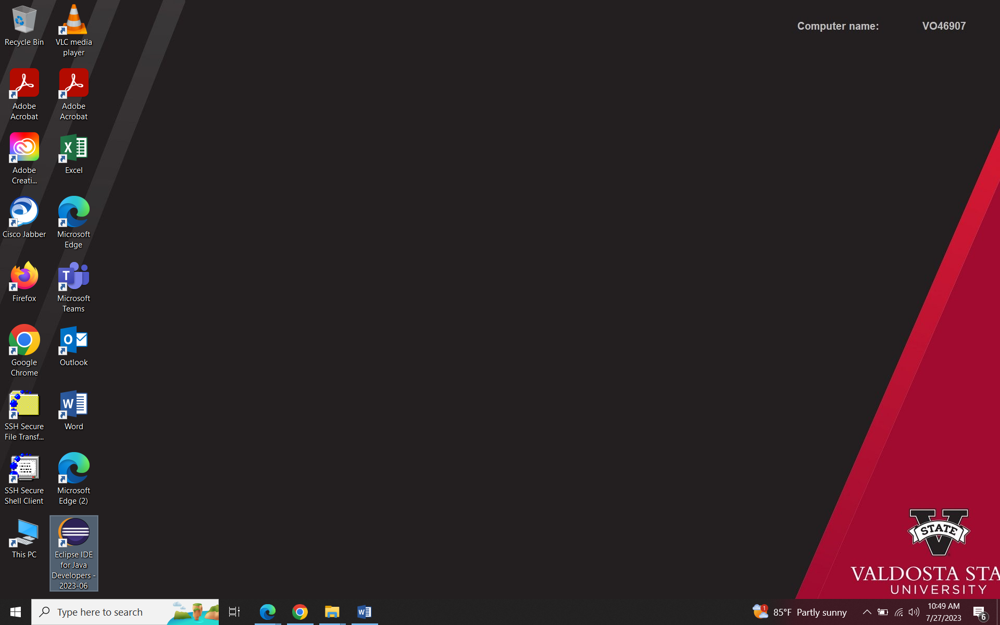 Recycle Bin
VLC media
player
Computer name: VO46907
Adobe
Acrobat
Adobe
Acrobat
Adobe
Creati...
Excel
Cisco Jabber
Microsoft
Edge
Firefox
Microsoft
Teams
Google
Chrome
Outlook
SSH Secure
File Transf...
Word
SSH Secure
Shell Client
Microsoft
Edge (2)
This PC
Eclipse IDE
for Java
Developers -
2023-06
STATE
VALDOSTA STA
UNIVERSITY
Type here to search
1
85°F Partly sunny
10:49 AM
7/27/2023
6